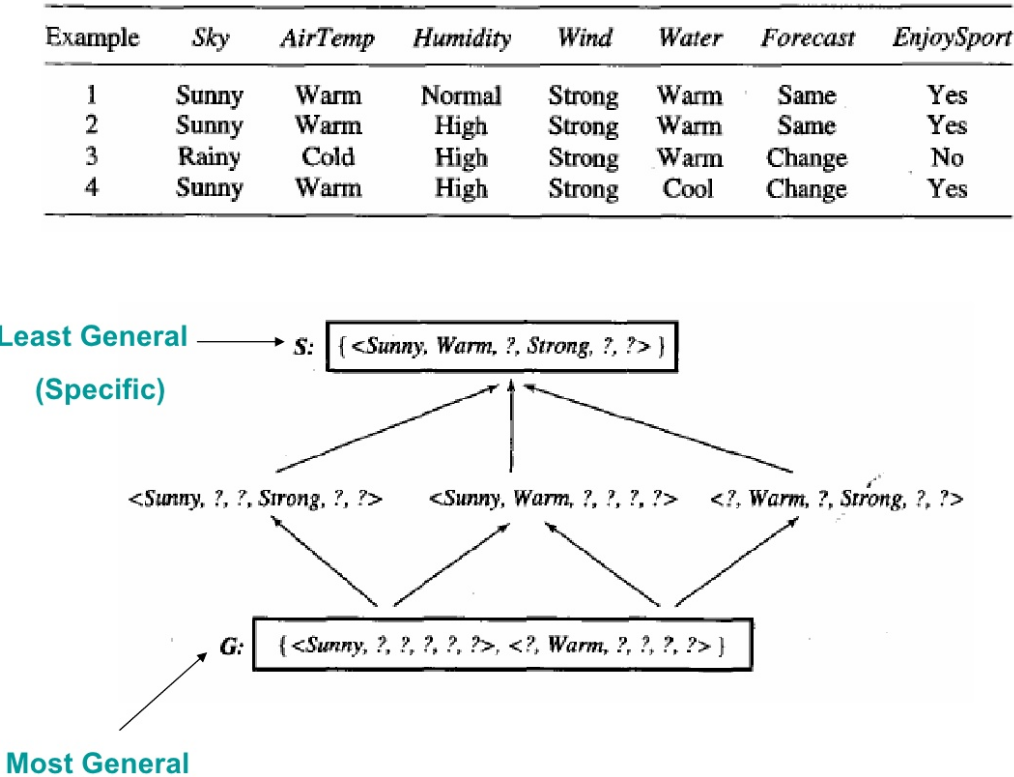 Example Sky AirTemp Humidity Wind Water Forecast EnjoySport
1 Sunny Warm Normal Strong Warm Same Yes
2 Sunny Warm High Strong Warm Same Yes
3 Rainy Cold High Strong Warm Change No
4 Sunny Warm High Strong Cool Change Yes
Least General
(Specific)
S: { <Sunny, Warm, ?, Strong, ?, ?> }
<Sunny, ?, ?, Strong, ?, ?> <Sunny, Warm, ?, ?, ?, ?> <?, Warm, ?, Strong, ?, ?>
G: { <Sunny, ?, ?, ?, ?, ?>, <?, Warm, ?, ?, ?, ?> }
Most General